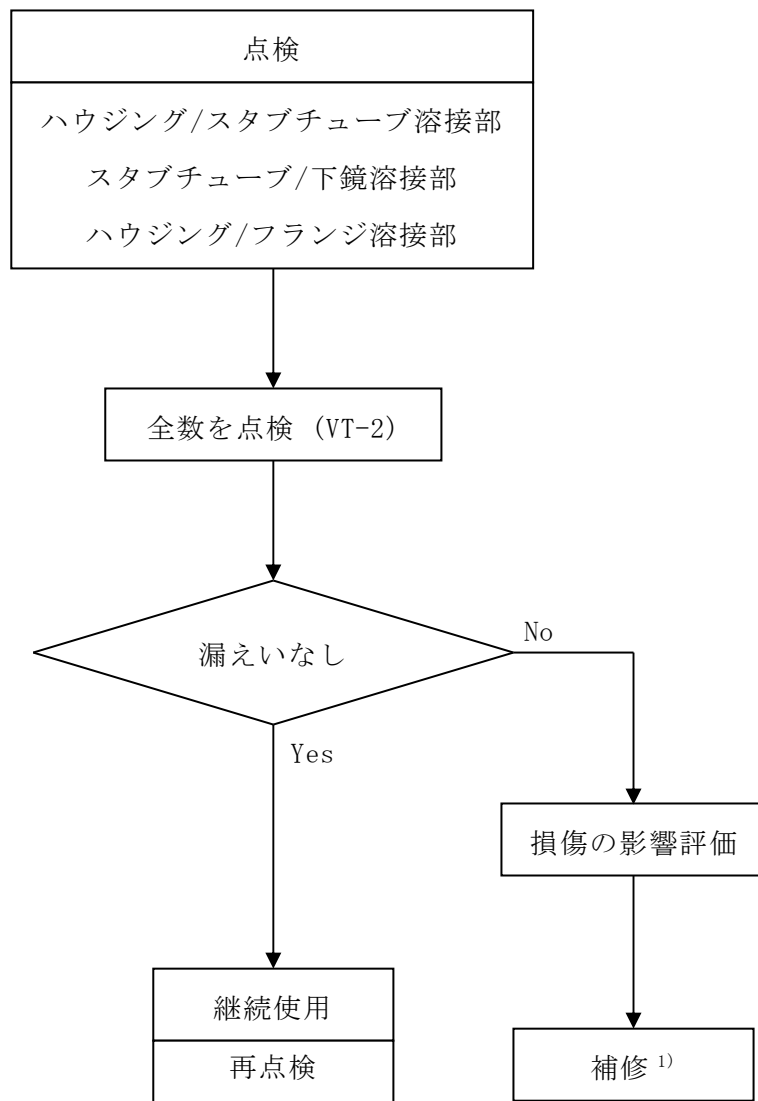 点検
ハウジング/スタブチューブ溶接部
スタブチューブ/下鏡溶接部
ハウジング/フランジ溶接部
全数を点検 (VT-2)
漏えいなし
No
Yes
損傷の影響評価
継続使用
再点検
補修 1)